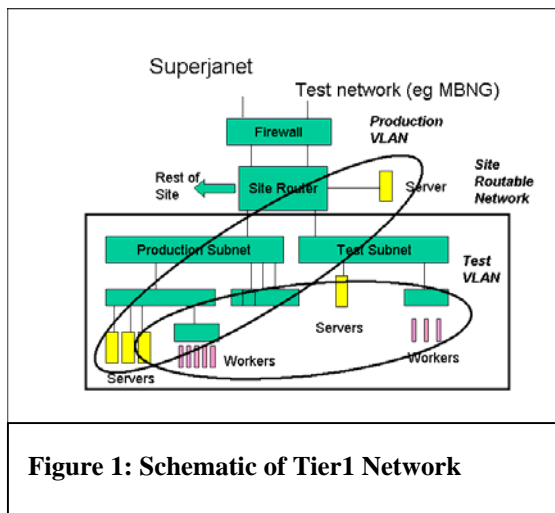 Superjanet
Test network (eg MBNG)
Firewall
Production
VLAN
Rest of
Site
Site Router
Server
Site
Routable
Network
Production Subnet
Test Subnet
Test
VLAN
Servers
Workers
Workers
Servers
Figure 1: Schematic of Tier1 Network